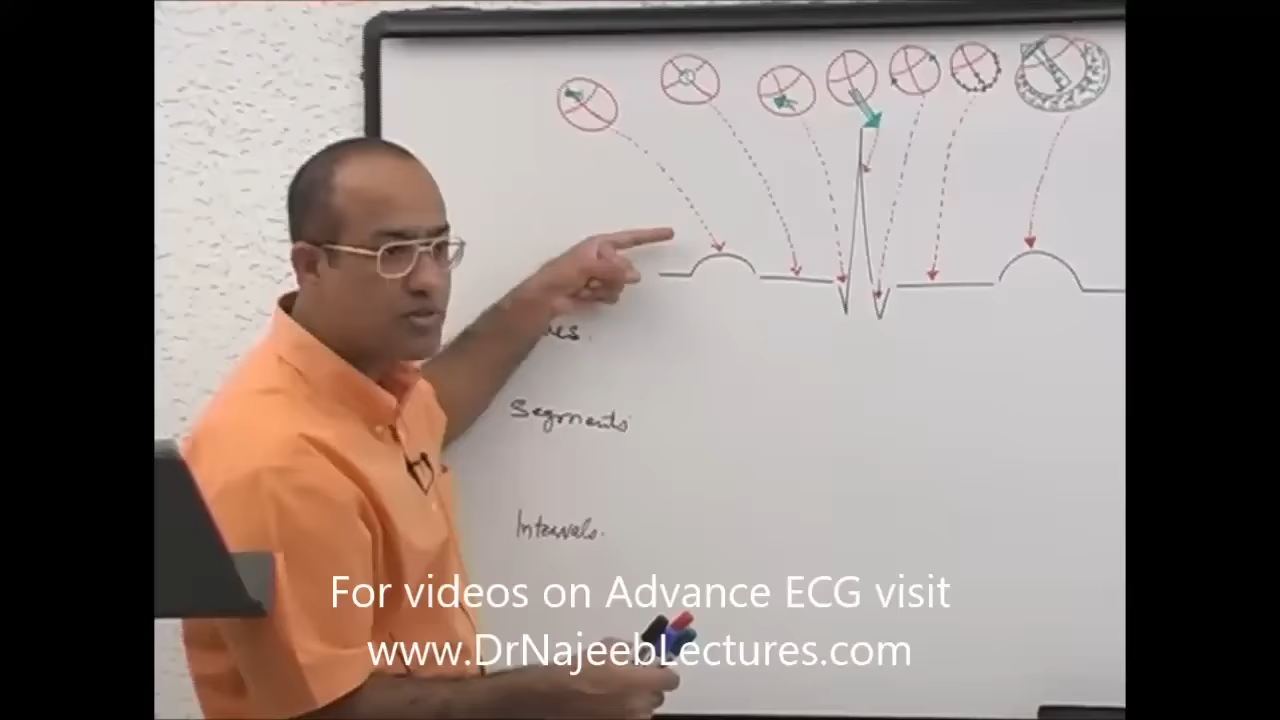 Segments
Intervals.
For videos on Advance ECG visit
www.DrNajeebLectures.com